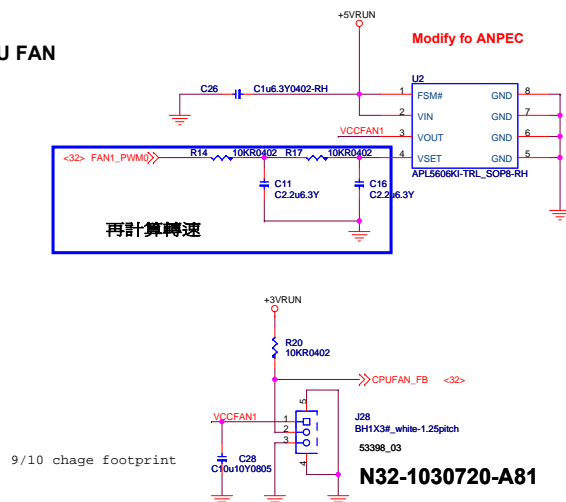 +5VRUN
U FAN
Modify fo ANPEC
U2
C26
C1u6.3Y0402-RH
1
FSM#
GND
8
2
VIN
GND
7
VCCFAN1
3
VOUT
GND
6
<32> FAN1_PWM0
R14
10KR0402
R17
10KR0402
4
VSET
GND
5
APL5606KI-TRL_SOP8-RH
C11
C2.2u6.3Y
C16
C2.2u6.3Y
再計算轉速
+3VRUN
R20
10KR0402
CPUFAN_FB <32>
5
VCCFAN1
1
2
3
4
J28
BH1X3#_white-1.25pitch
53398_03
C28
C10u10Y0805
9/10 chage footprint
N32-1030720-A81